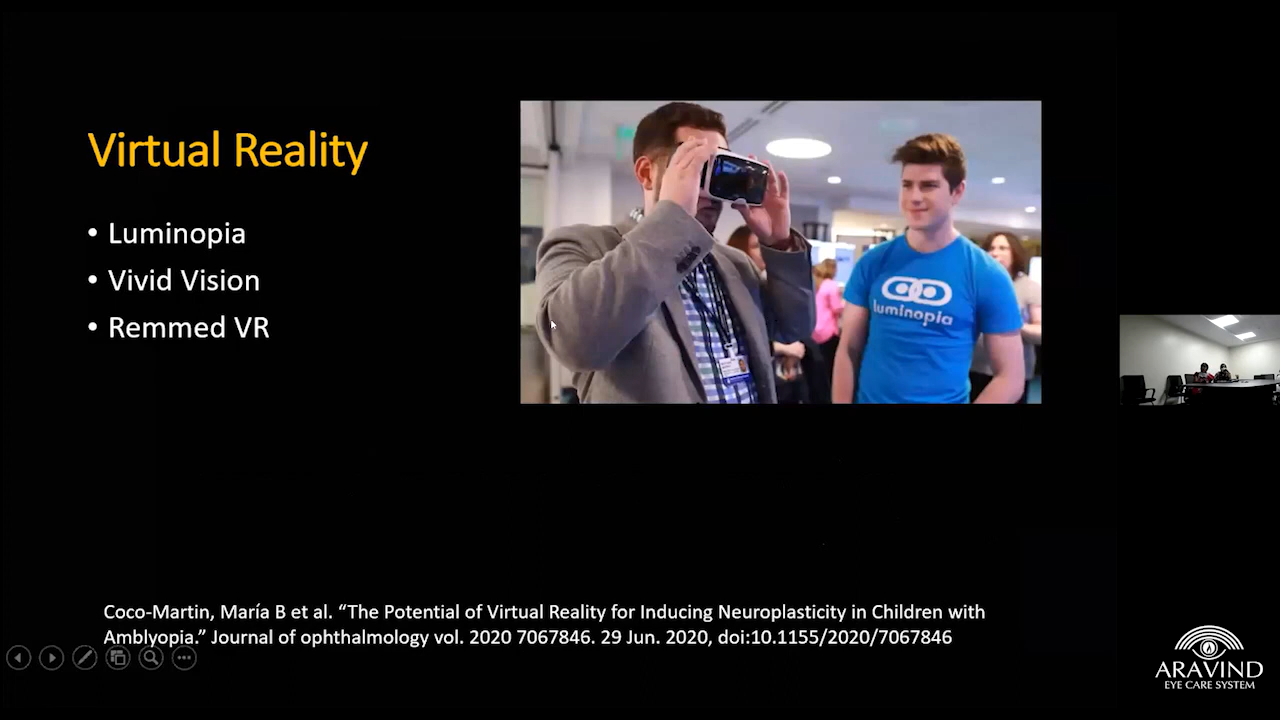 Virtual Reality
• Luminopia
• Vivid Vision
• Remmed VR
luminopia
Coco-Martin, María B et al. “The Potential of Virtual Reality for Inducing Neuroplasticity in Children with
Amblyopia.” Journal of ophthalmology vol. 2020 7067846. 29 Jun. 2020, doi:10.1155/2020/7067846
ARAVIND
EYE CARE SYSTEM